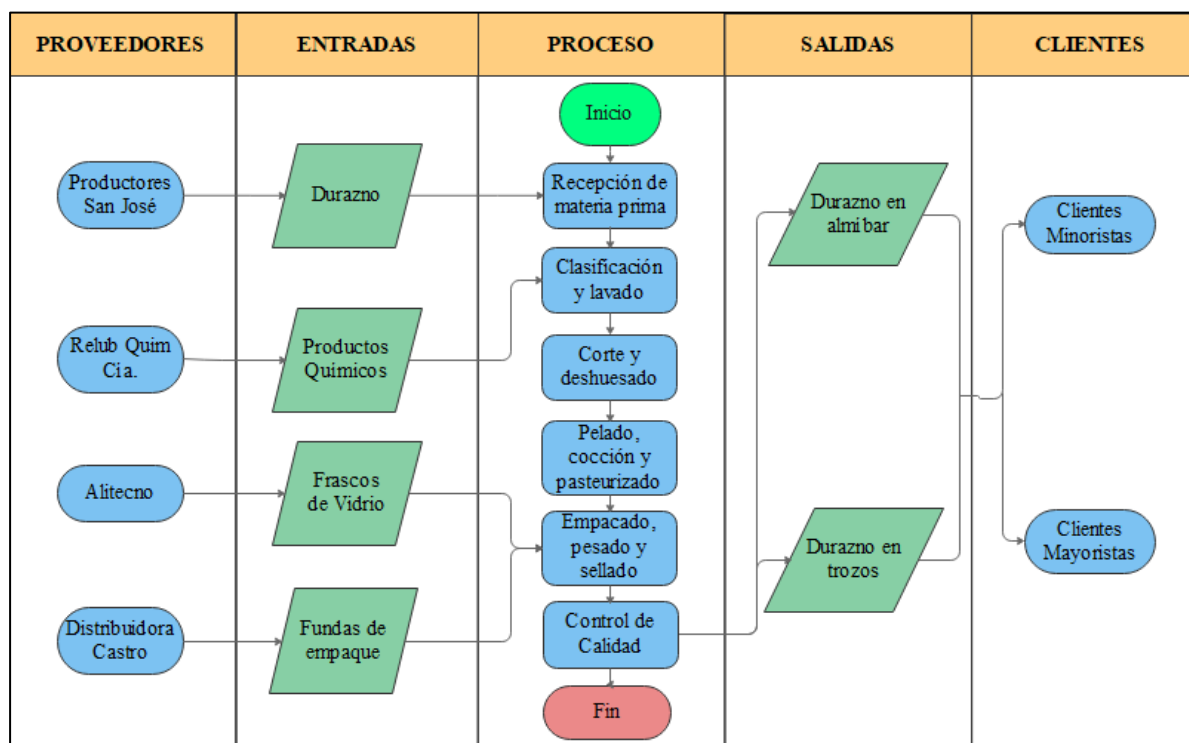 PROVEEDORES
ENTRADAS
PROCESO
SALIDAS
CLIENTES
Productores
San José
Relub Quim
Cía.
Alitecno
Distribuidora
Castro
Durazno
Productos
Químicos
Frascos
de Vidrio
Fundas de
empaque
Inicio
Recepción de
materia prima
Clasificación
y lavado
Corte y
deshuesado
Pelado,
cocción y
pasteurizado
Empacado,
pesado y
sellado
Control de
Calidad
Fin
Durazno en
almíbar
Durazno en
trozos
Clientes
Minoristas
Clientes
Mayoristas